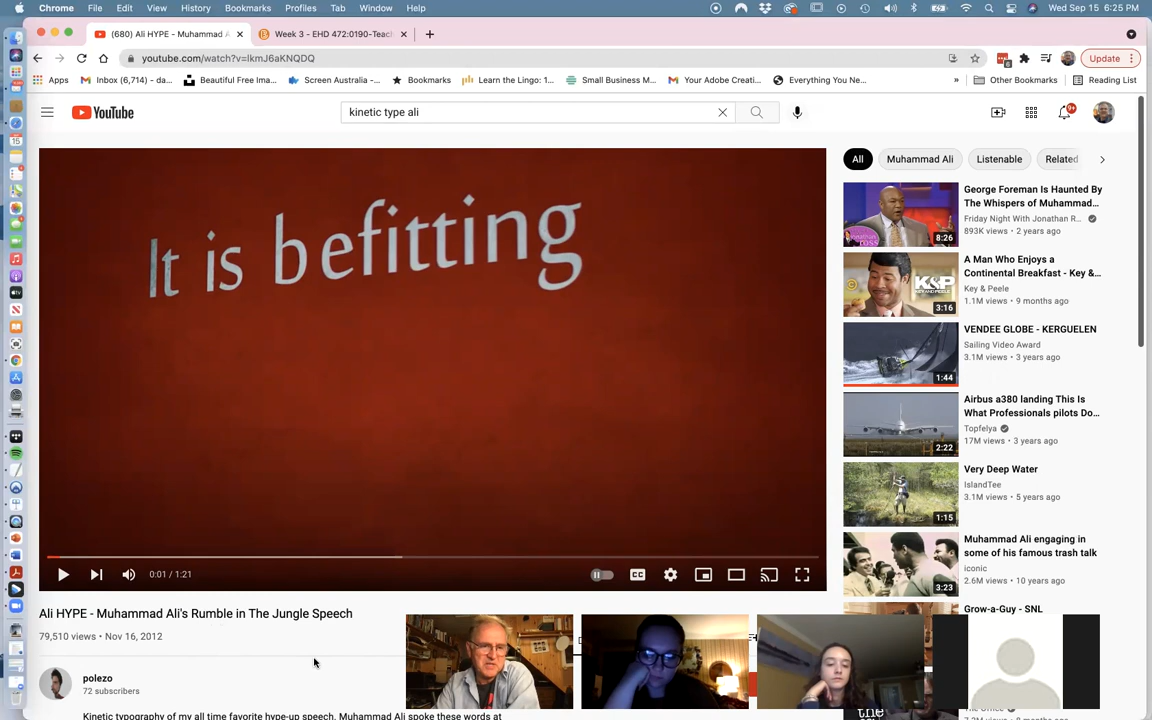 Chrome File Edit View History Bookmarks Profiles Tab Window Help
Wed Sep 15 6:25 PM
(680) Ali HYPE - Muhammad A
Week 3 - EHD 472:0190-Teac
youtube.com/watch?v=lkmJ6aKNQDQ
Update
Apps
Inbox (6,714) - da...
Beautiful Free Ima...
Screen Australia -...
Bookmarks
Learn the Lingo: 1...
Small Business M...
Your Adobe Creati...
Everything You Ne...
»
Other Bookmarks
Reading List
YouTube
kinetic type ali
9+
It is befitting
0:01 / 1:21
CC
Ali HYPE - Muhammad Ali's Rumble in The Jungle Speech
79,510 views • Nov 16, 2012
polezo
72 subscribers
Kinetic typography of my all time favorite hype-up speech. Muhammad Ali spoke these words at
All
Muhammad Ali
Listenable
Related
George Foreman Is Haunted By
The Whispers of Muhammad...
Friday Night With Jonathan R...
893K views • 2 years ago
8:26
A Man Who Enjoys a
Continental Breakfast - Key &...
Key & Peele
1.1M views • 9 months ago
K&P
3:16
VENDEE GLOBE - KERGUELEN
Sailing Video Award
3.1M views • 3 years ago
1:44
Airbus a380 landing This Is
What Professionals pilots Do...
Topfelya
17M views • 3 years ago
2:22
Very Deep Water
IslandTee
3.1M views • 5 years ago
1:15
Muhammad Ali engaging in
some of his famous trash talk
iconic
2.6M views • 10 years ago
3:23
Grow-a-Guy - SNL
the